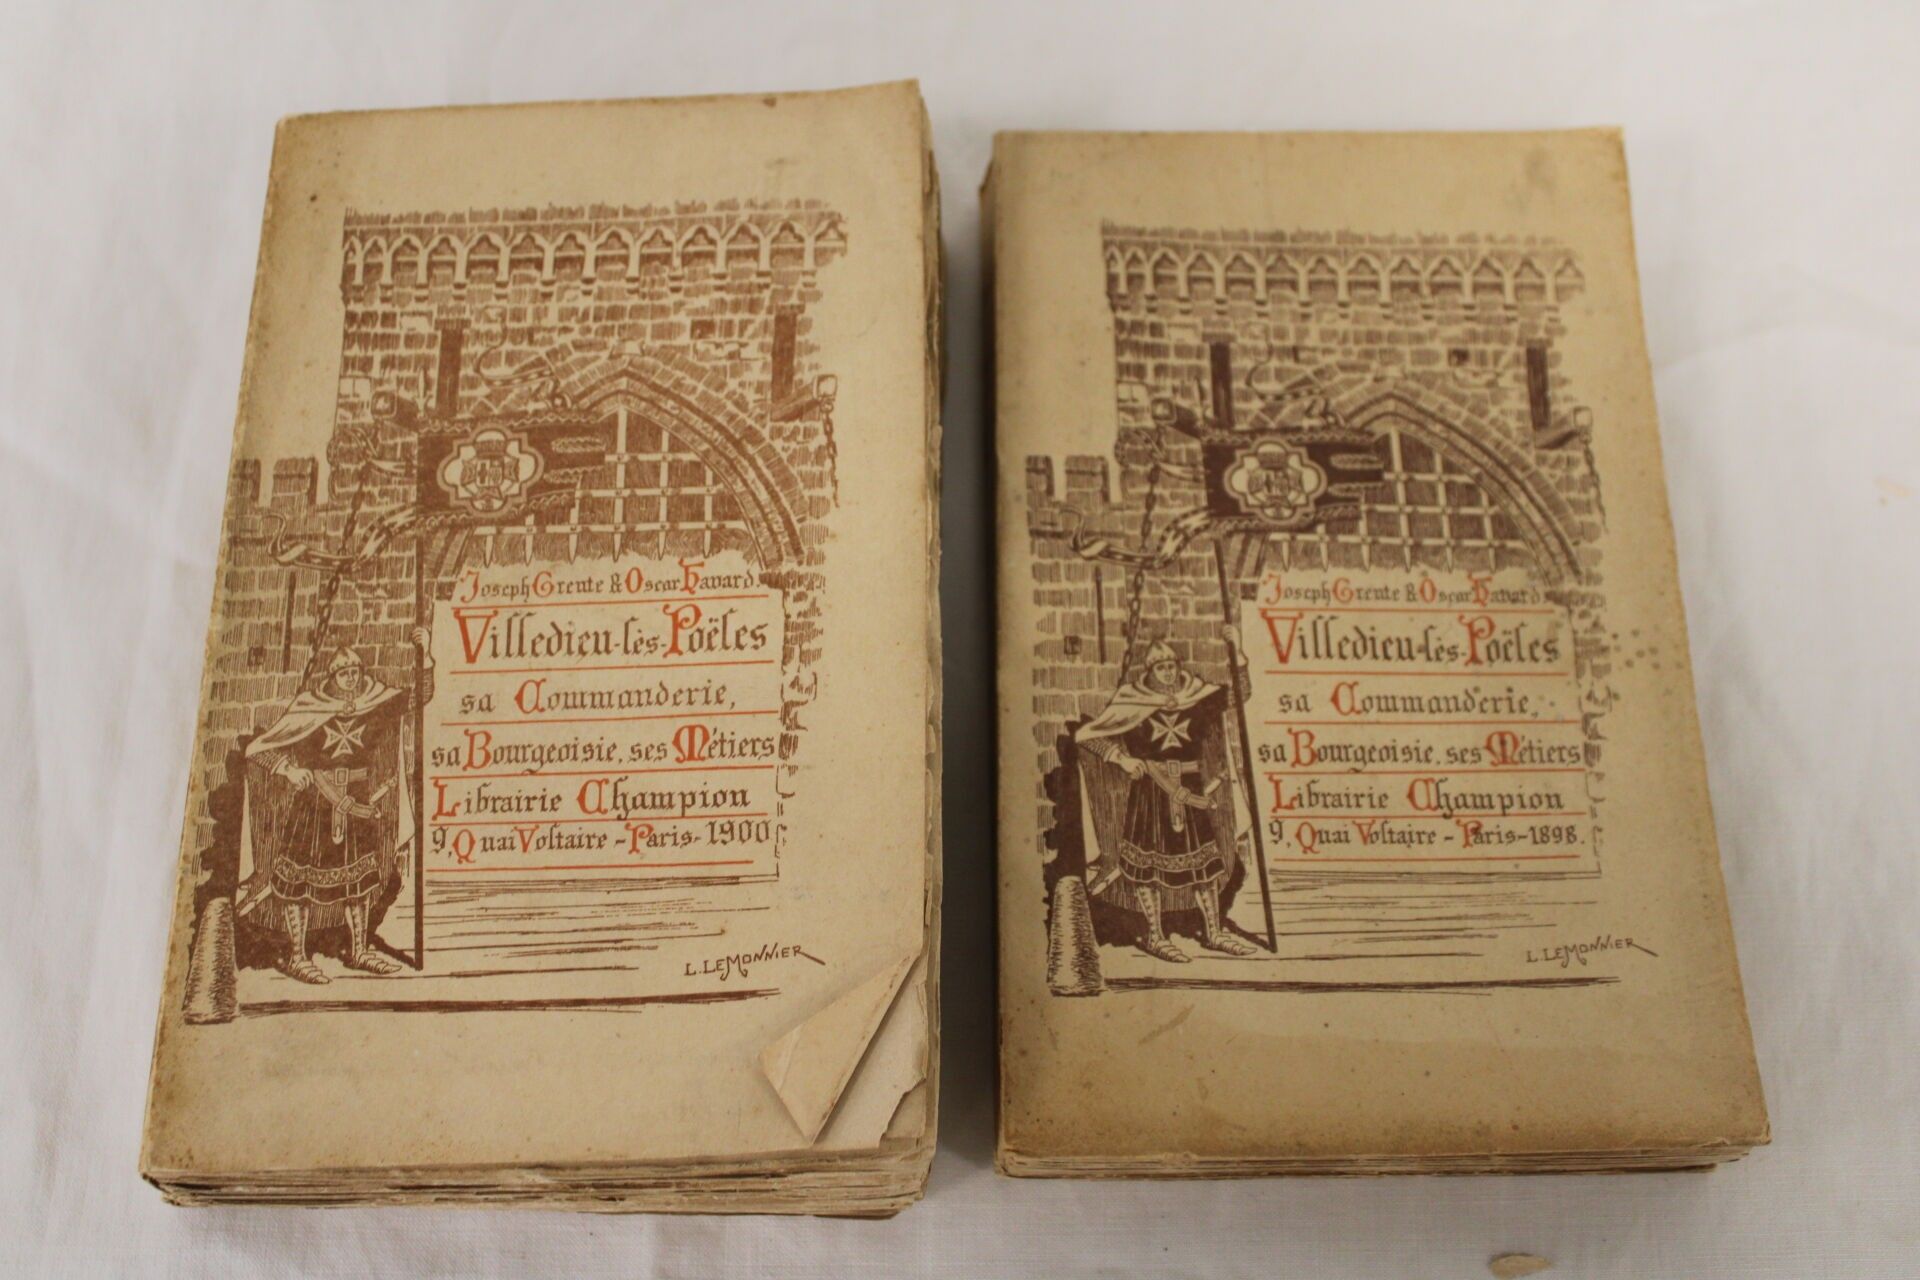 Joseph Grente & Oscar Havard.
Villedieu-lès-Poëles
sa Commanderie,
sa Bourgeoisie, ses Métiers
Librairie Champion
9, Quai Voltaire - Paris - 1900
L. LEMONNIER
Joseph Grente & Oscar Havard.
Villedieu-lès-Poëles
sa Commanderie,
sa Bourgeoisie, ses Métiers
Librairie Champion
9, Quai Voltaire - Paris - 1898.
L. LEMONNIER